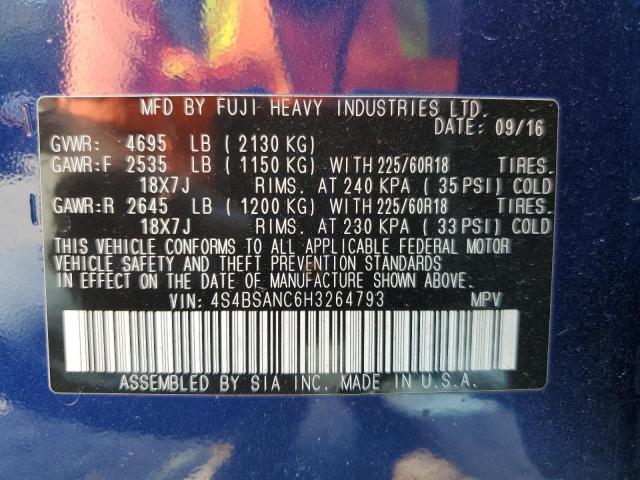 MFD BY FUJI HEAVY INDUSTRIES LTD.
DATE: 09/16
GVWR: 4695 LB ( 2130 KG)
GAWR:F 2535 LB ( 1150 KG) WITH 225/60R18 TIRES.
18X7J RIMS. AT 240 KPA ( 35 PSI) COLD
GAWR:R 2645 LB ( 1200 KG) WITH 225/60R18 TIRES.
18X7J RIMS. AT 230 KPA ( 33 PSI) COLD
THIS VEHICLE CONFORMS TO ALL APPLICABLE FEDERAL MOTOR
VEHICLE SAFETY AND THEFT PREVENTION STANDARDS
IN EFFECT ON THE DATE OF MANUFACTURE SHOWN ABOVE.
VIN: 4S4BSANC6H3264793 MPV
ASSEMBLED BY SIA INC. MADE IN U.S.A.